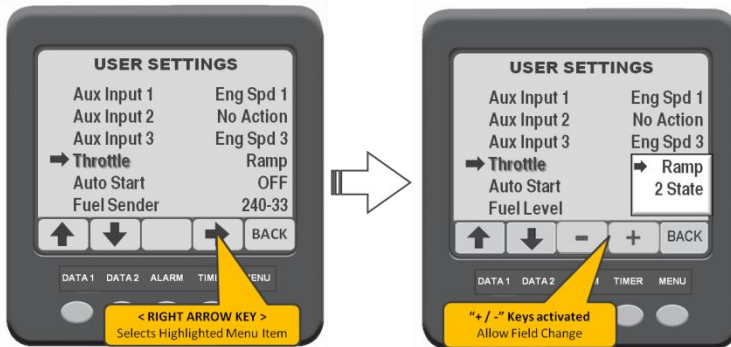 USER SETTINGS
Aux Input 1 Eng Spd 1
Aux Input 2 No Action
Aux Input 3 Eng Spd 3
Throttle Ramp
Auto Start OFF
Fuel Sender 240-33
BACK
DATA 1 DATA 2 ALARM
< RIGHT ARROW KEY >
Selects Highlighted Menu Item
USER SETTINGS
Aux Input 1 Eng Spd 1
Aux Input 2 No Action
Aux Input 3 Eng Spd 3
Throttle Ramp
Auto Start 2 State
Fuel Level
- + BACK
DATA 1 DATA 2 TIMER MENU
"+ / -" Keys activated
Allow Field Change